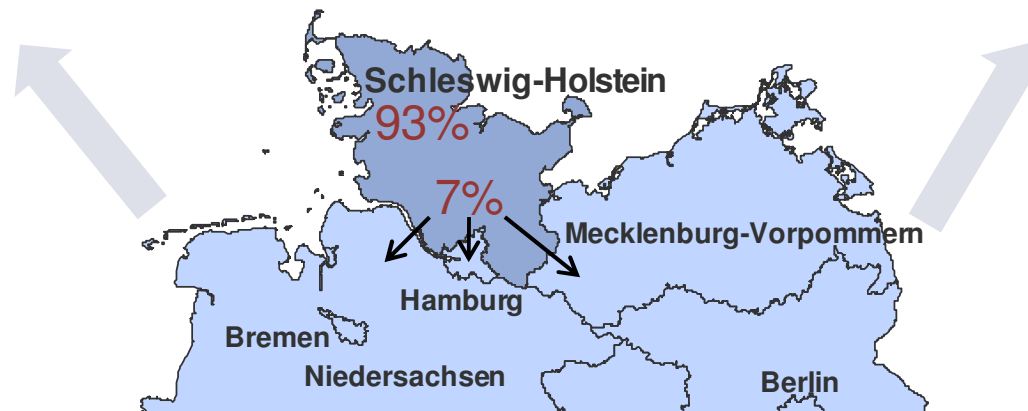 Schleswig-Holstein
93%
7%
Mecklenburg-Vorpommern
Hamburg
Bremen
Niedersachsen
Berlin